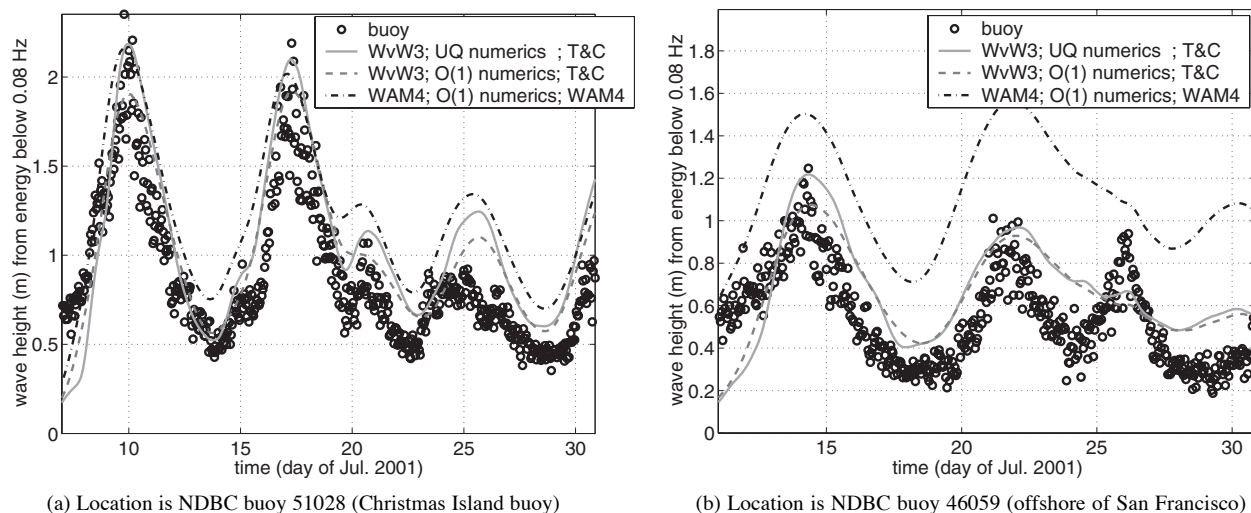 buoy
WvW3; UQ numerics ; T&C
WvW3; O(1) numerics; T&C
WAM4; O(1) numerics; WAM4
wave height (m) from energy below 0.08 Hz
2
1.5
1
0.5
0
10
15
20
25
30
time (day of Jul. 2001)
(a) Location is NDBC buoy 51028 (Christmas Island buoy)
buoy
WvW3; UQ numerics ; T&C
WvW3; O(1) numerics; T&C
WAM4; O(1) numerics; WAM4
wave height (m) from energy below 0.08 Hz
1.8
1.6
1.4
1.2
1
0.8
0.6
0.4
0.2
0
15
20
25
30
time (day of Jul. 2001)
(b) Location is NDBC buoy 46059 (offshore of San Francisco)